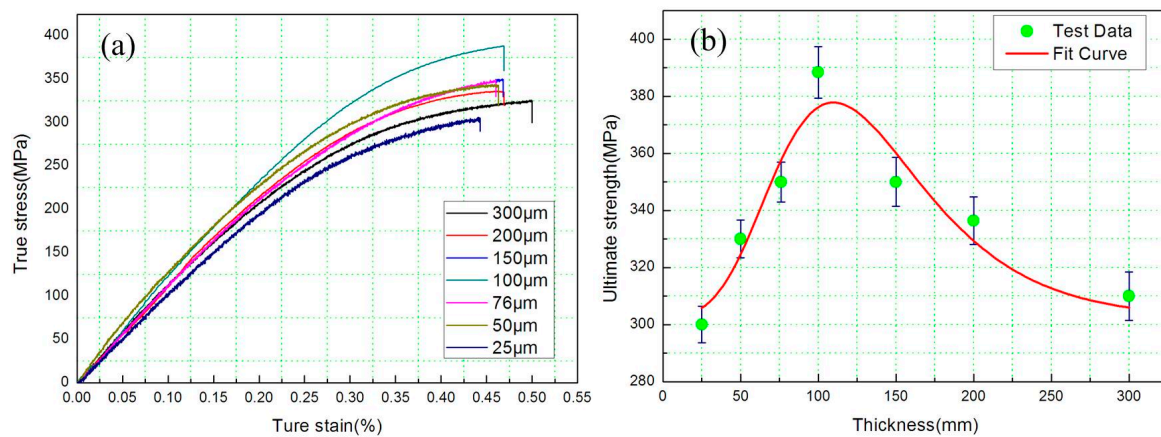 (a)
True stress(MPa)
400
350
300
250
200
150
100
50
0
300μm
200μm
150μm
100μm
76μm
50μm
25μm
0.00 0.05 0.10 0.15 0.20 0.25 0.30 0.35 0.40 0.45 0.50 0.55
Ture stain(%)
(b)
Test Data
Fit Curve
Ultimate strength(MPa)
400
380
360
340
320
300
280
0 50 100 150 200 250 300
Thickness(mm)